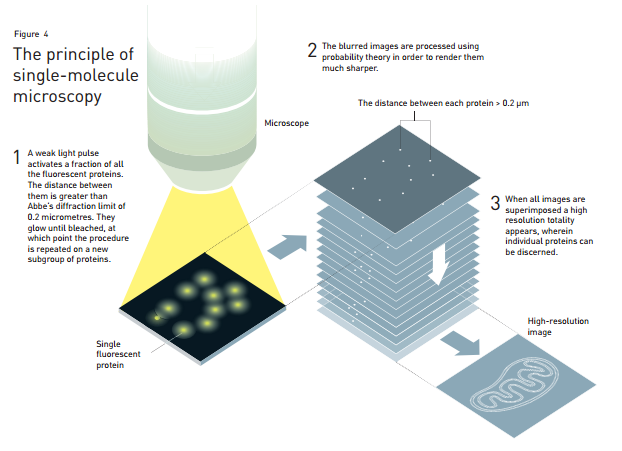 Figure 4
The principle of
single-molecule
microscopy
1 A weak light pulse
activates a fraction of all
the fluorescent proteins.
The distance between
them is greater than
Abbe's diffraction limit of
0.2 micrometres. They
glow until bleached, at
which point the procedure
is repeated on a new
subgroup of proteins.
Microscope
Single
fluorescent
protein
2 The blurred images are processed using
probability theory in order to render them
much sharper.
The distance between each protein > 0.2 μm
3 When all images are
superimposed a high
resolution totality
appears, wherein
individual proteins can
be discerned.
High-resolution
image